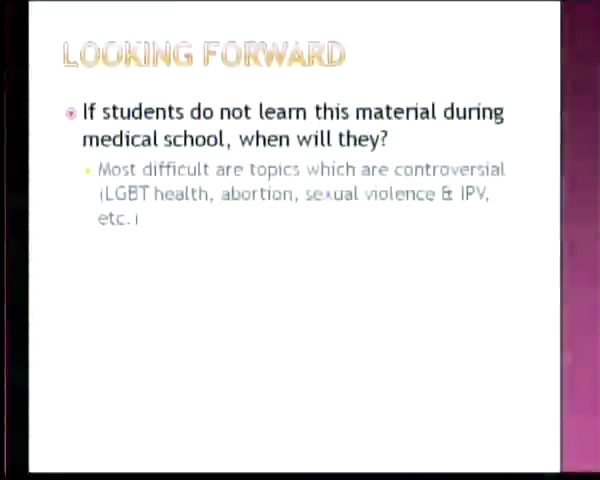 LOOKING FORWARD
If students do not learn this material during
medical school, when will they?
Most difficult are topics which are controversial
(LGBT health, abortion, sexual violence & IPV,
etc.)